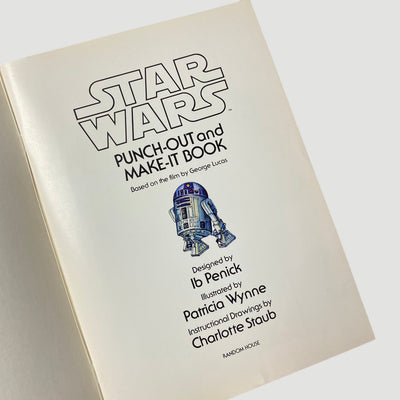 STAR
WARS™
PUNCH-OUT and
MAKE-IT BOOK
Based on the film by George Lucas
Designed by
Ib Penick
Illustrated by
Patricia Wynne
Instructional Drawings by
Charlotte Staub
RANDOM HOUSE